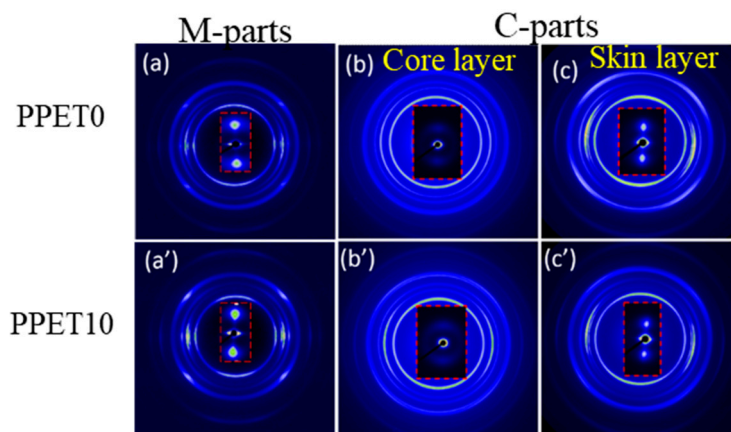 M-parts
C-parts
(a)
(b)
Core layer
(c)
Skin layer
PPET0
(a')
(b')
(c')
PPET10